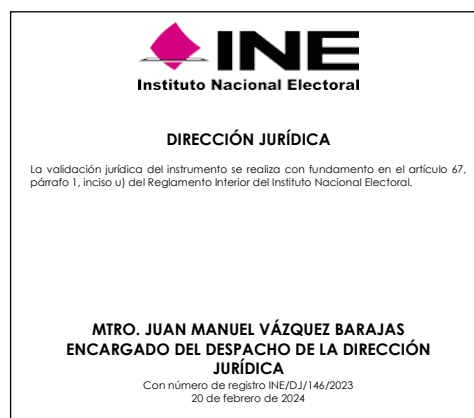 INE
Instituto Nacional Electoral
DIRECCIÓN JURÍDICA
La validación jurídica del instrumento se realiza con fundamento en el artículo 67,
párrafo 1, inciso u) del Reglamento Interior del Instituto Nacional Electoral.
MTRO. JUAN MANUEL VÁZQUEZ BARAJAS
ENCARGADO DEL DESPACHO DE LA DIRECCIÓN
JURÍDICA
Con número de registro INE/DJ/146/2023
20 de febrero de 2024